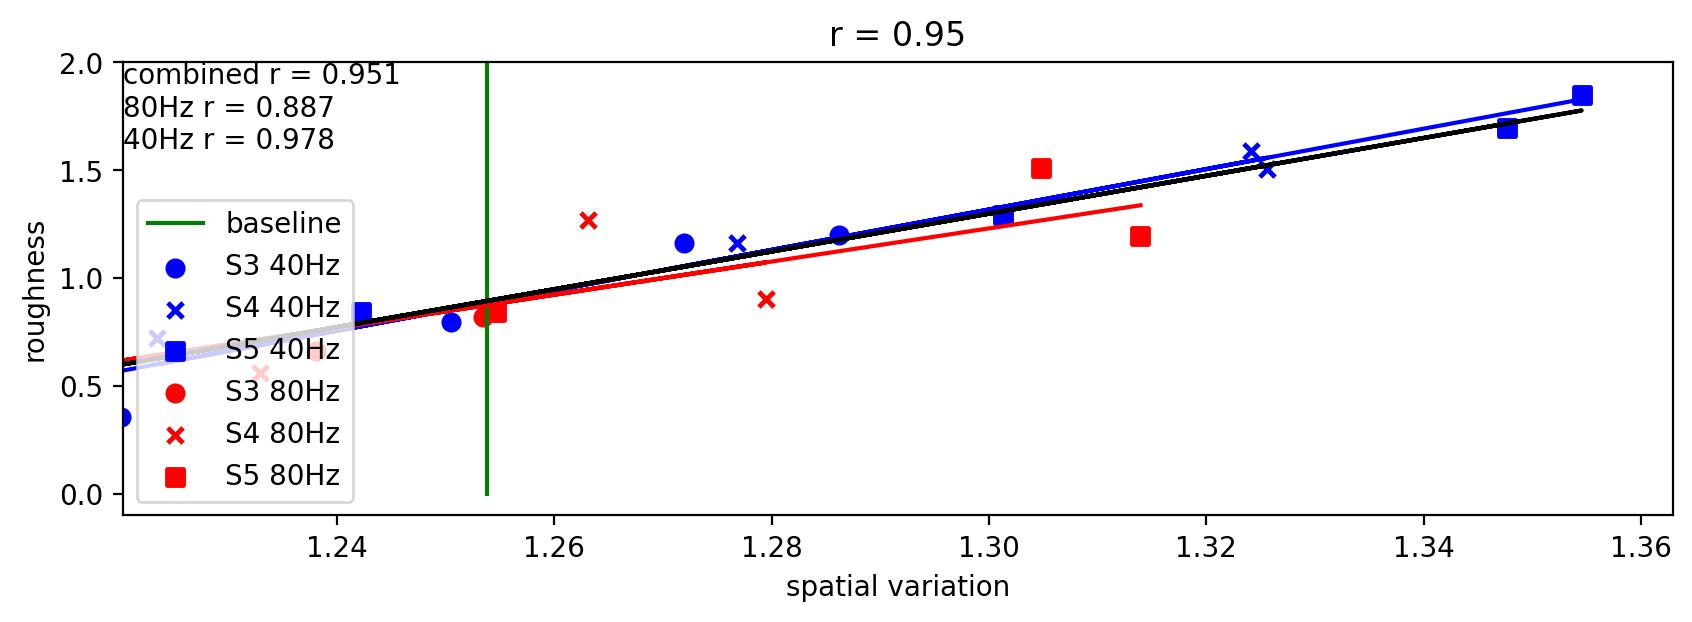 r = 0.95
combined r = 0.951
80Hz r = 0.887
40Hz r = 0.978
baseline
S3 40Hz
S4 40Hz
S5 40Hz
S3 80Hz
S4 80Hz
S5 80Hz
roughness
2.0
1.5
1.0
0.5
0.0
1.24 1.26 1.28 1.30 1.32 1.34 1.36
spatial variation